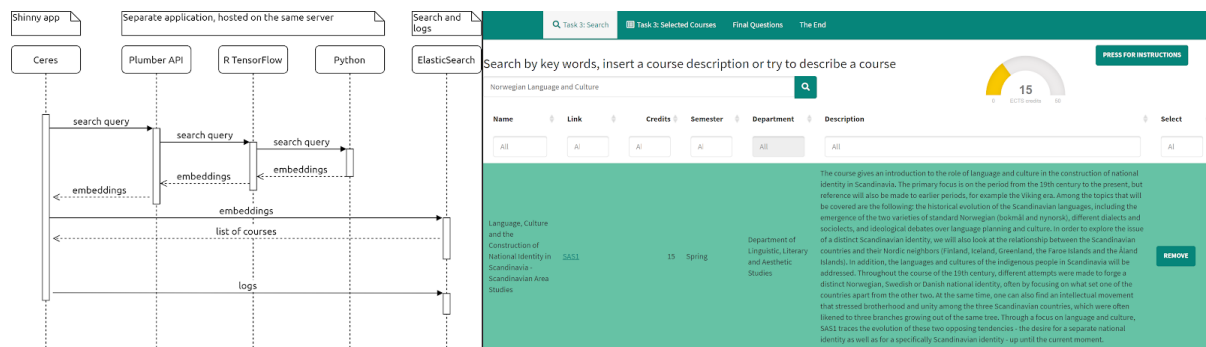 Shinny app
Separate application, hosted on the same server
Search and
logs
Ceres
Plumber API
R TensorFlow
Python
ElasticSearch
search query
search query
search query
embeddings
embeddings
embeddings
embeddings
list of courses
logs
Task 3: Search
Task 3: Selected Courses
Final Questions
The End
PRESS FOR INSTRUCTIONS
Search by key words, insert a course description or try to describe a course
Norwegian Language and Culture
15
0
ECTS credits
60
Name
Link
Credits
Semester
Department
Description
Select
All
Al
Al
Al
All
All
Al
Language, Culture
and the
Construction of
National Identity in
Scandinavia -
Scandinavian Area
Studies
SAS1
15
Spring
Department of
Linguistic, Literary
and Aesthetic
Studies
The course gives an introduction to the role of language and culture in the construction of national
identity in Scandinavia. The primary focus is on the period from the 19th century to the present, but
reference will also be made to earlier periods, for example the Viking era. Among the topics that will
be covered are the following: the historical evolution of the Scandinavian languages, including the
emergence of the two varieties of standard Norwegian (bokmål and nynorsk), different dialects and
sociolects, and ideological debates over language planning and culture. In order to explore the issue
of a distinct Scandinavian identity, we will also look at the relationship between the Scandinavian
countries and their Nordic neighbors (Finland, Iceland, Greenland, the Faroe Islands and the Åland
Islands). In addition, the languages and cultures of the indigenous people in Scandinavia will be
addressed. Throughout the course of the 19th century, different attempts were made to forge a
distinct Norwegian, Swedish or Danish national identity, often by focusing on what set one of the
countries apart from the other two. At the same time, one can also find an intellectual movement
that stressed brotherhood and unity among the three Scandinavian countries, which were often
likened to three branches growing out of the same tree. Through a focus on language and culture,
SAS1 traces the evolution of these two opposing tendencies - the desire for a separate national
identity as well as for a specifically Scandinavian identity - up until the current moment.
REMOVE